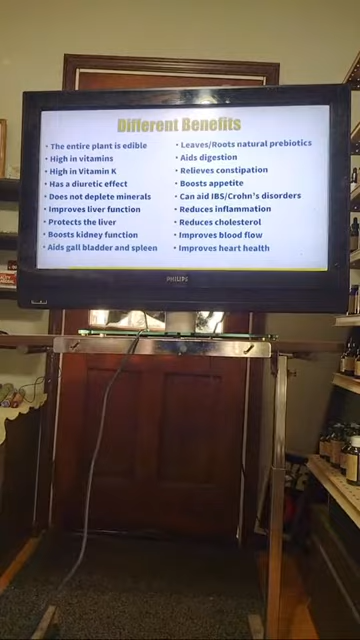 Different Benefits
• The entire plant is edible
• High in vitamins
• High in Vitamin K
• Has a diuretic effect
• Does not deplete minerals
• Improves liver function
• Protects the liver
• Boosts kidney function
• Aids gall bladder and spleen
• Leaves/Roots natural prebiotics
• Aids digestion
• Relieves constipation
• Boosts appetite
• Can aid IBS/Crohn's disorders
• Reduces inflammation
• Reduces cholesterol
• Improves blood flow
• Improves heart health
PHILIPS